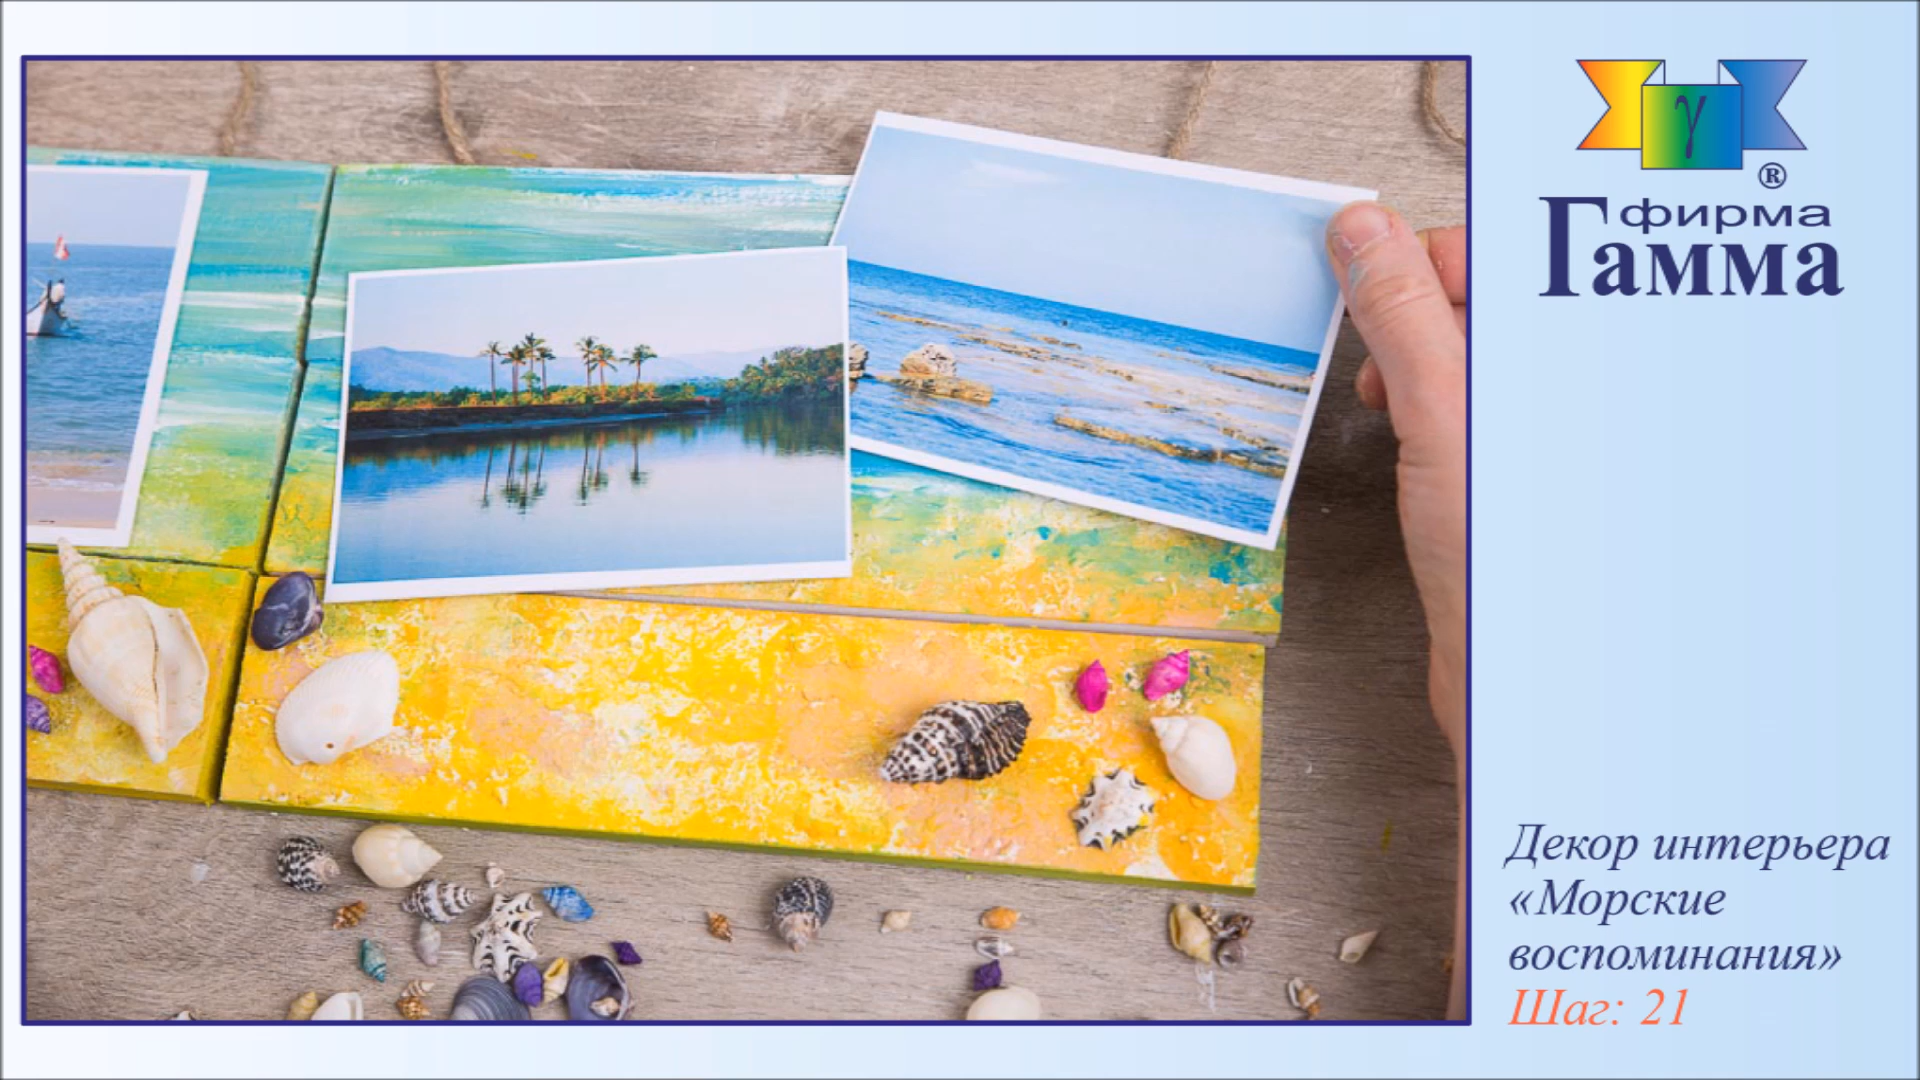 γ
®
фирма
Гамма
Декор интерьера
«Морские
воспоминания»
Шаг: 21